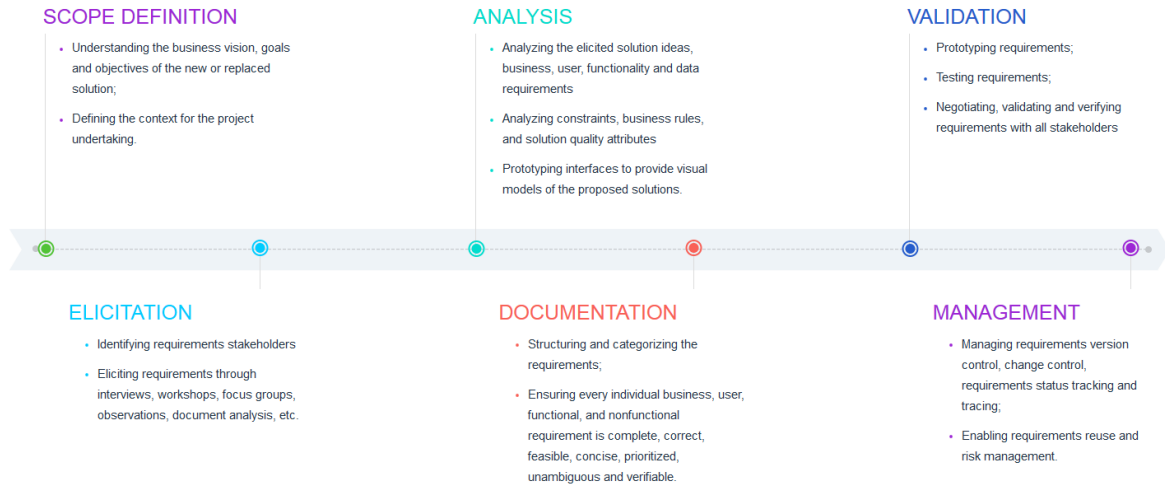 SCOPE DEFINITION
Understanding the business vision, goals
and objectives of the new or replaced
solution;
Defining the context for the project
undertaking.
ELICITATION
Identifying requirements stakeholders
Eliciting requirements through
interviews, workshops, focus groups,
observations, document analysis, etc.
ANALYSIS
Analyzing the elicited solution ideas,
business, user, functionality and data
requirements
Analyzing constraints, business rules,
and solution quality attributes
Prototyping interfaces to provide visual
models of the proposed solutions.
DOCUMENTATION
Structuring and categorizing the
requirements;
Ensuring every individual business, user,
functional, and nonfunctional
requirement is complete, correct,
feasible, concise, prioritized,
unambiguous and verifiable.
VALIDATION
Prototyping requirements;
Testing requirements;
Negotiating, validating and verifying
requirements with all stakeholders
MANAGEMENT
Managing requirements version
control, change control,
requirements status tracking and
tracing;
Enabling requirements reuse and
risk management.